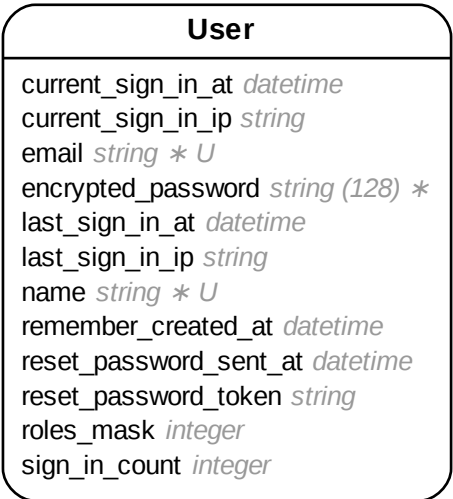 User
current_sign_in_at datetime
current_sign_in_ip string
email string ∗ U
encrypted_password string (128) ∗
last_sign_in_at datetime
last_sign_in_ip string
name string ∗ U
remember_created_at datetime
reset_password_sent_at datetime
reset_password_token string
roles_mask integer
sign_in_count integer